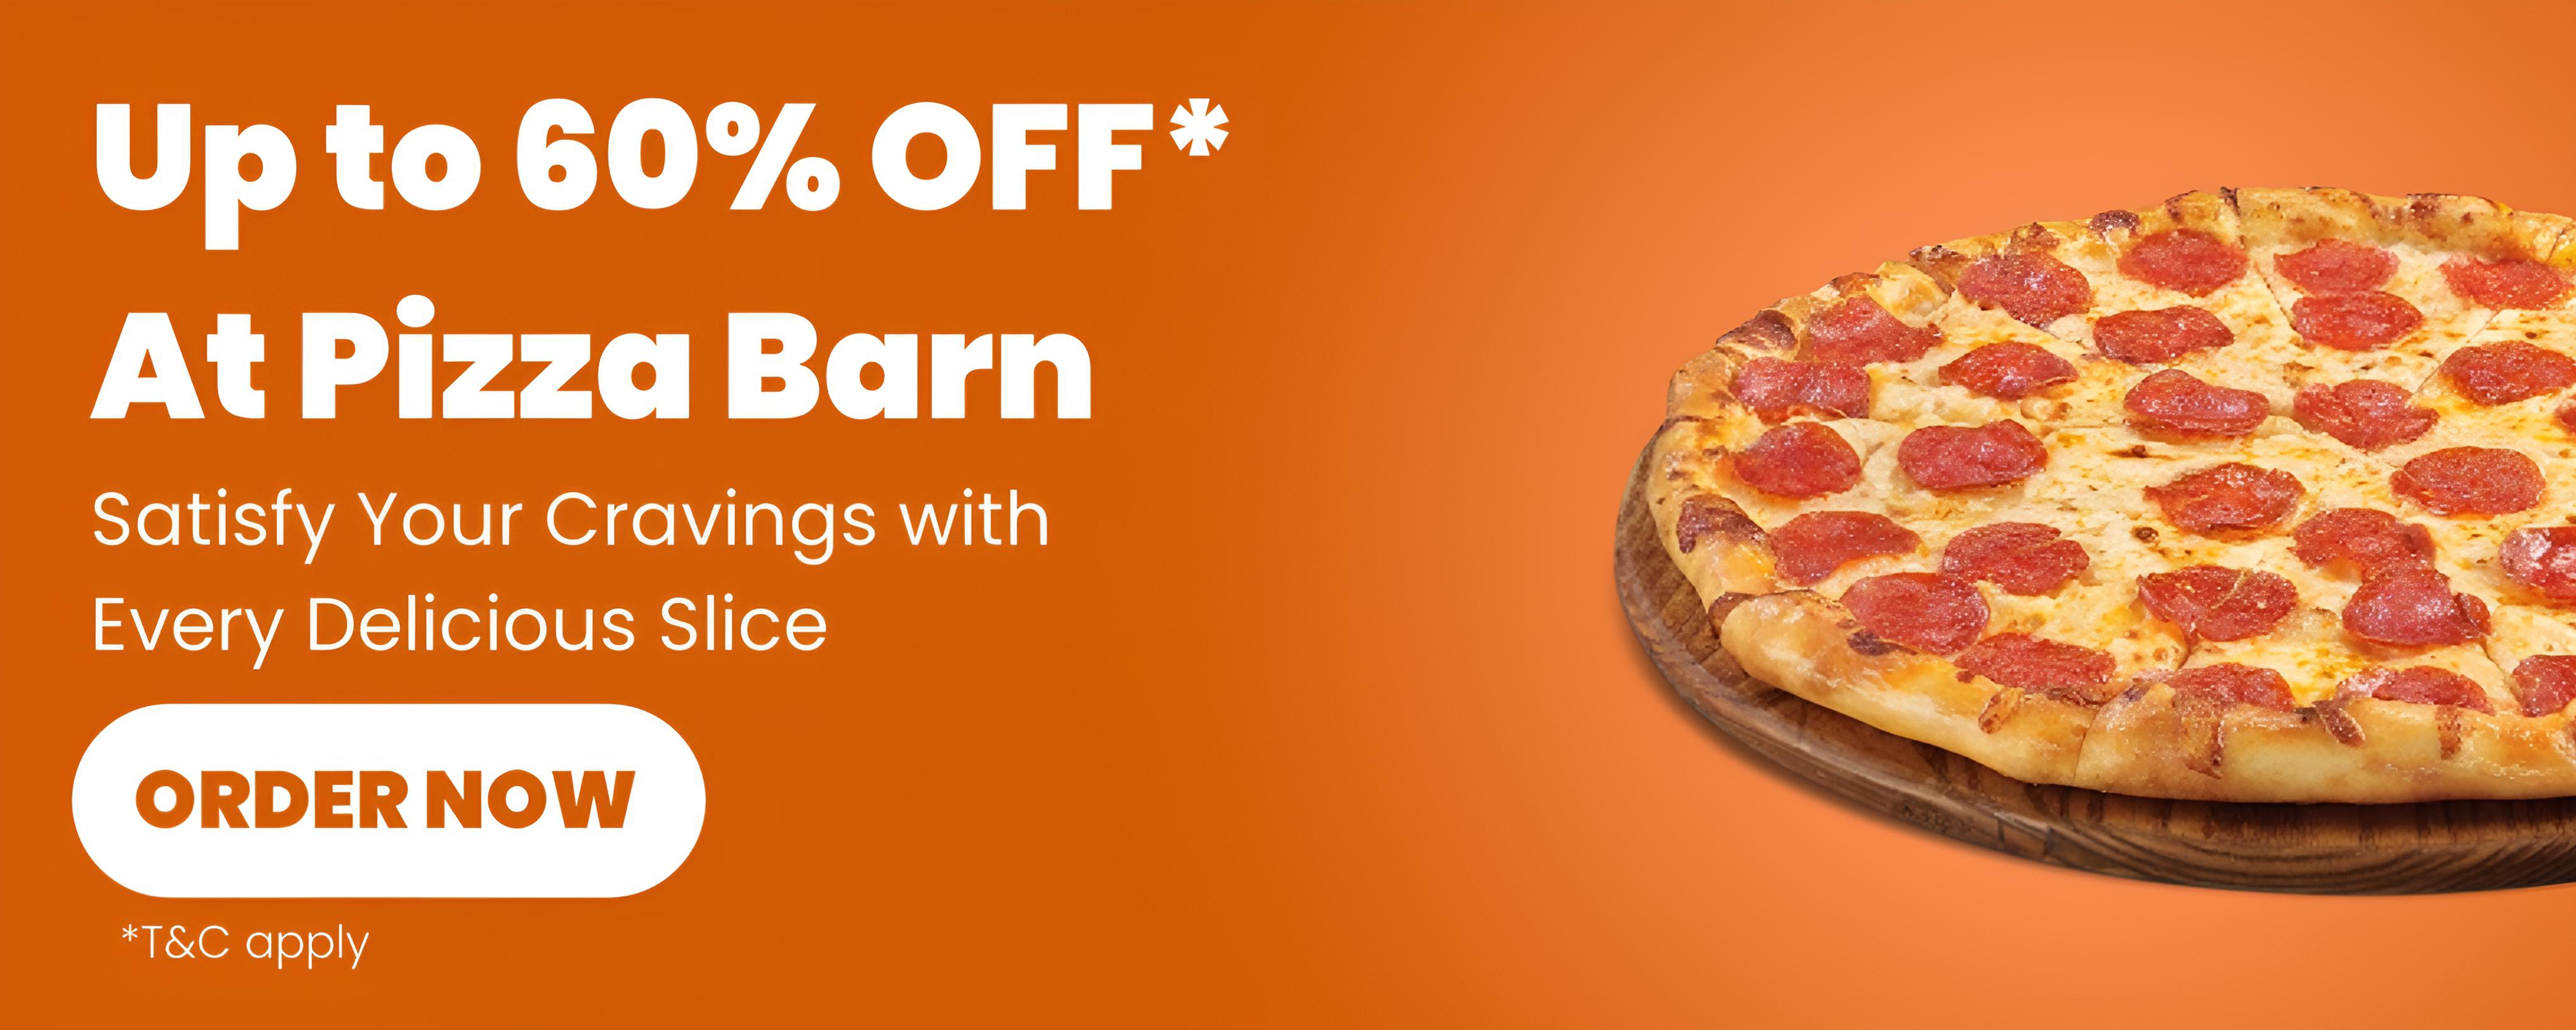 Up to 60% OFF*
At Pizza Barn
Satisfy Your Cravings with
Every Delicious Slice
ORDER NOW
*T&C apply